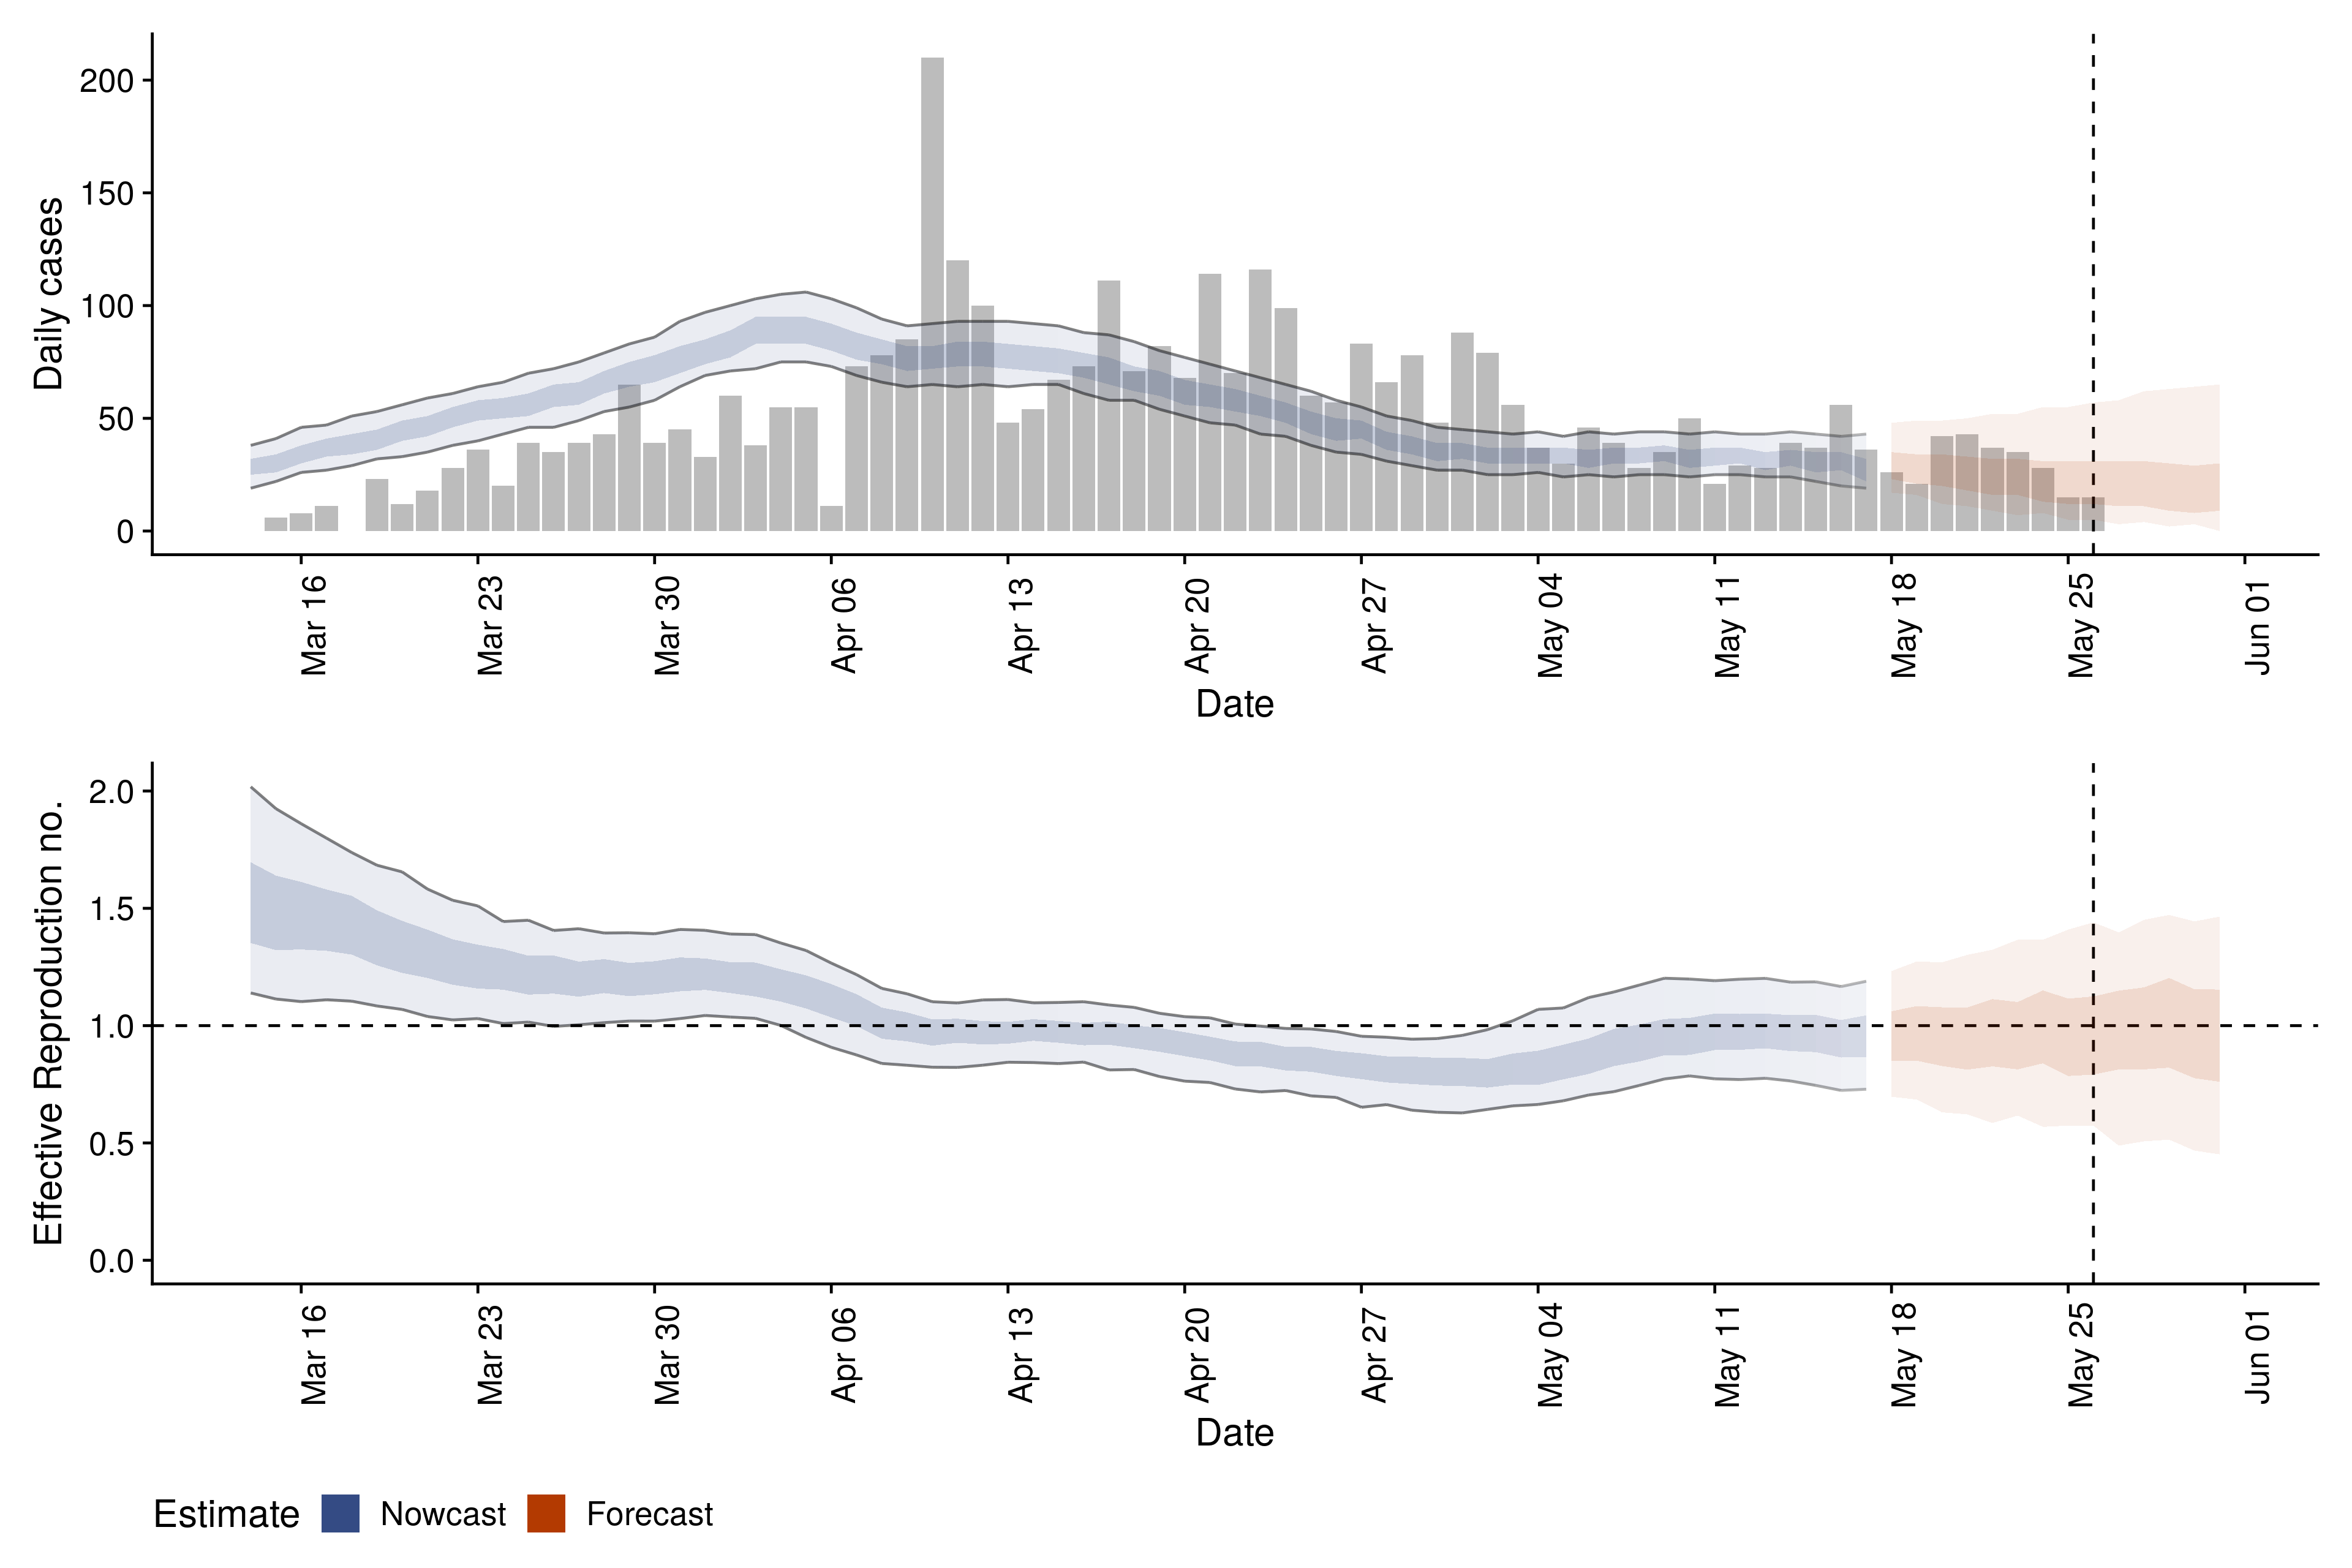 Daily cases
200
150
100
50
0
Mar 16
Mar 23
Mar 30
Apr 06
Apr 13
Apr 20
Apr 27
May 04
May 11
May 18
May 25
Jun 01
Date
Effective Reproduction no.
2.0
1.5
1.0
0.5
0.0
Mar 16
Mar 23
Mar 30
Apr 06
Apr 13
Apr 20
Apr 27
May 04
May 11
May 18
May 25
Jun 01
Date
Estimate Nowcast Forecast